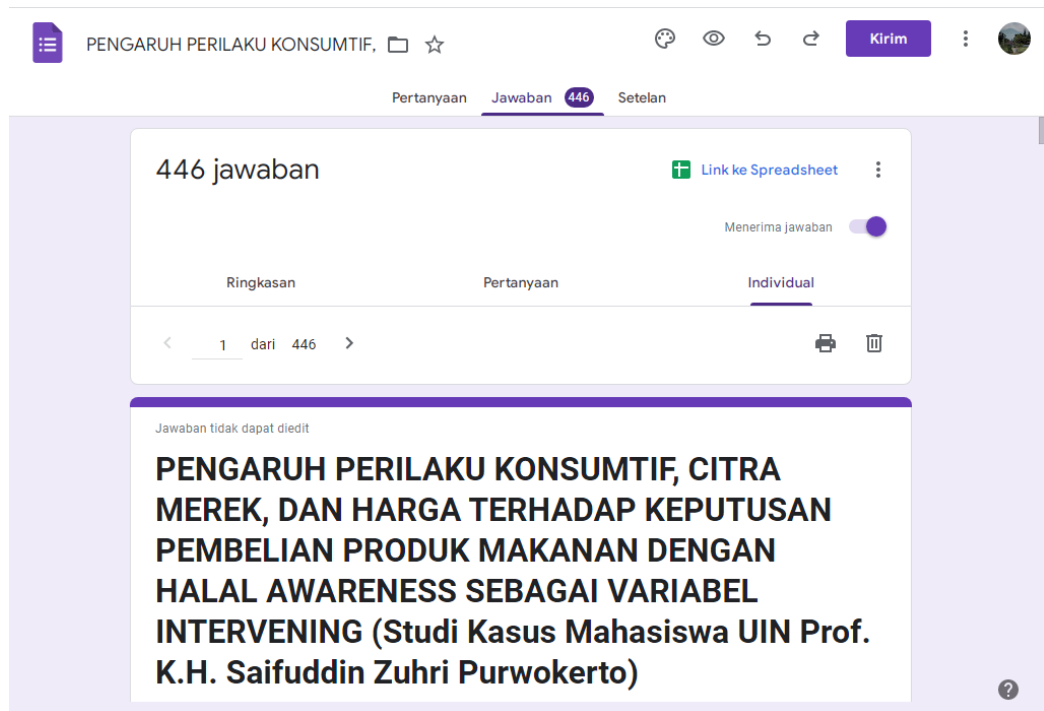 PENGARUH PERILAKU KONSUMTIF,
Kirim
Pertanyaan Jawaban 446 Setelan
446 jawaban
Link ke Spreadsheet
Menerima jawaban
Ringkasan Pertanyaan Individual
1 dari 446
Jawaban tidak dapat diedit
PENGARUH PERILAKU KONSUMTIF, CITRA
MEREK, DAN HARGA TERHADAP KEPUTUSAN
PEMBELIAN PRODUK MAKANAN DENGAN
HALAL AWARENESS SEBAGAI VARIABEL
INTERVENING (Studi Kasus Mahasiswa UIN Prof.
K.H. Saifuddin Zuhri Purwokerto)